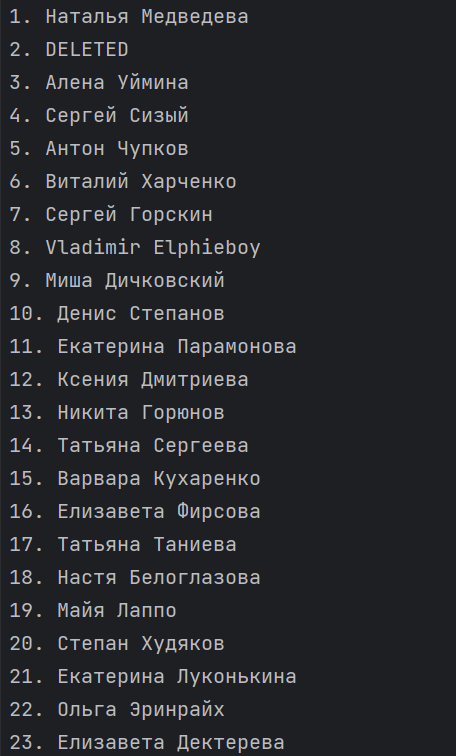 1. Наталья Медведева
2. DELETED
3. Алена Уймина
4. Сергей Сизый
5. Антон Чупков
6. Виталий Харченко
7. Сергей Горскин
8. Vladimir Elphieboy
9. Миша Дичковский
10. Денис Степанов
11. Екатерина Парамонова
12. Ксения Дмитриева
13. Никита Горюнов
14. Татьяна Сергеева
15. Варвара Кухаренко
16. Елизавета Фирсова
17. Татьяна Таниева
18. Настя Белоглазова
19. Майя Лаппо
20. Степан Худяков
21. Екатерина Луконькина
22. Ольга Эринрайх
23. Елизавета Дектерева